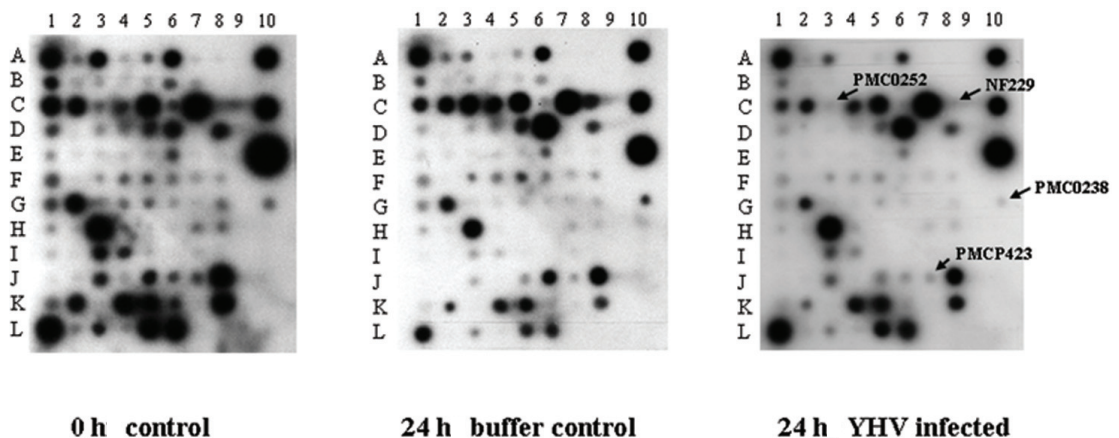 1 2 3 4 5 6 7 8 9 10
A
B
C
D
E
F
G
H
I
J
K
L
0 h control
1 2 3 4 5 6 7 8 9 10
A
B
C
D
E
F
G
H
I
J
K
L
24 h buffer control
1 2 3 4 5 6 7 8 9 10
A
B
C
D
E
F
G
H
I
J
K
L
PMC0252
NF229
PMC0238
PMCP423
24 h YHV infected